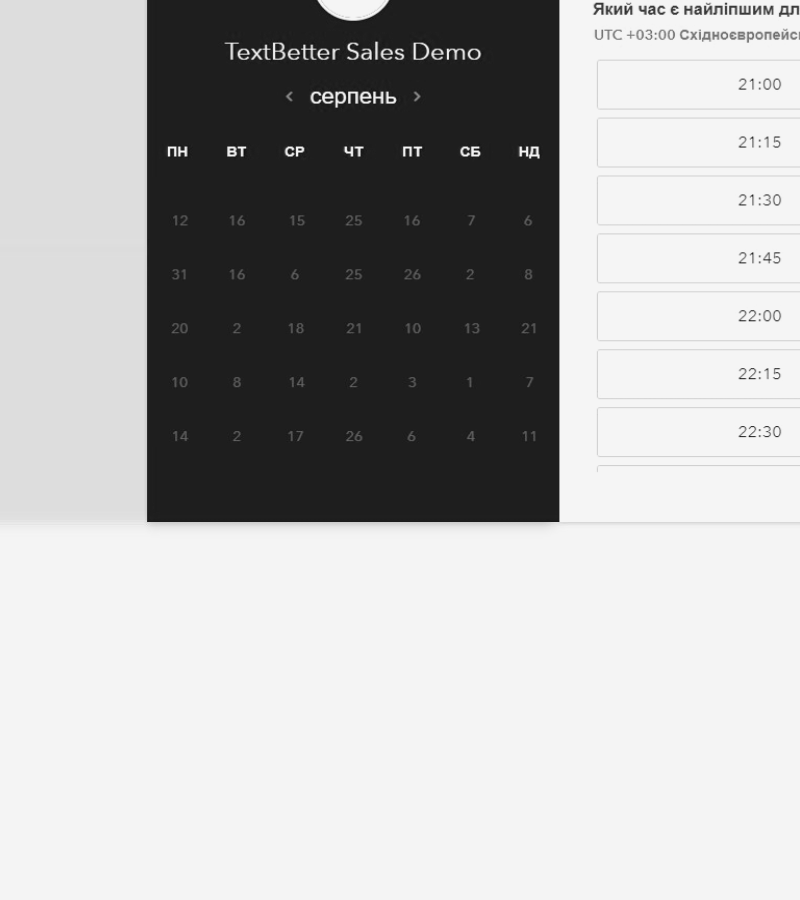 TextBetter Sales Demo
серпень
ПН ВТ СР ЧТ ПТ СБ НД
12 16 15 25 16 7 6
31 16 6 25 26 2 8
20 2 18 21 10 13 21
10 8 14 2 3 1 7
14 2 17 26 6 4 11
Який час є найліпшим
UTC +03:00
21:00
21:15
21:30
21:45
22:00
22:15
22:30